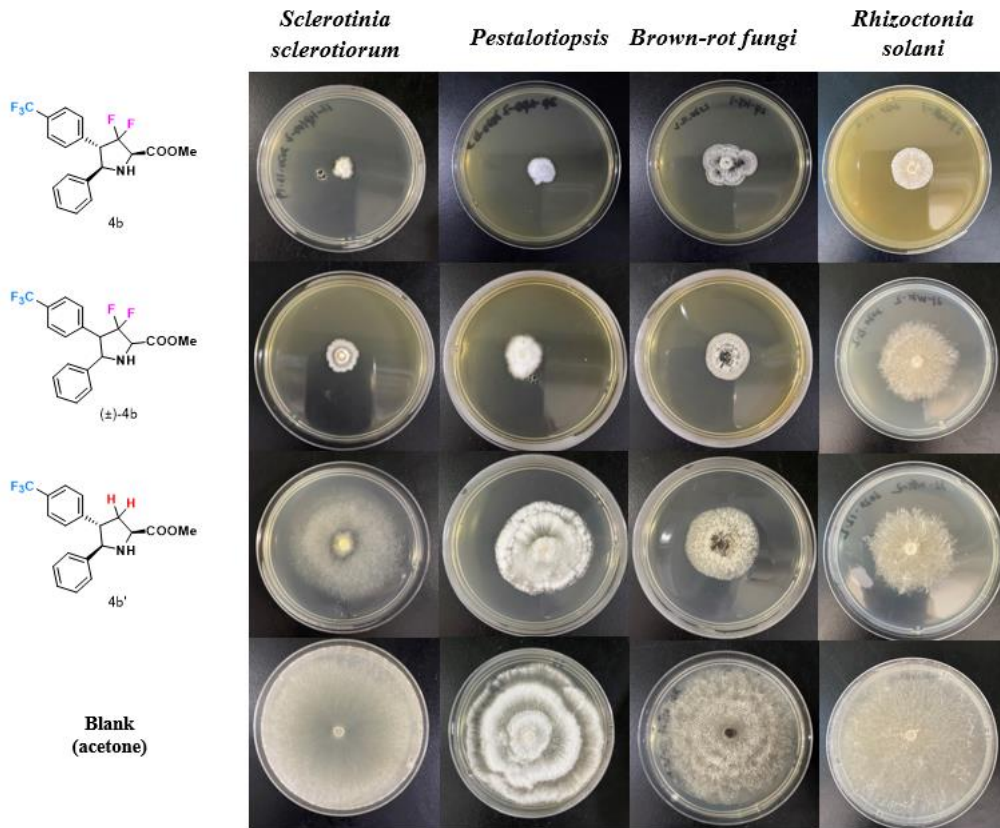 Sclerotinia
sclerotiorum
Pestalotiopsis
Brown-rot fungi
Rhizoctonia
solani
F₃C
F
F
COOMe
NH
4b
F₃C
F
F
COOMe
NH
(±)-4b
F₃C
H
H
COOMe
NH
4b'
Blank
(acetone)